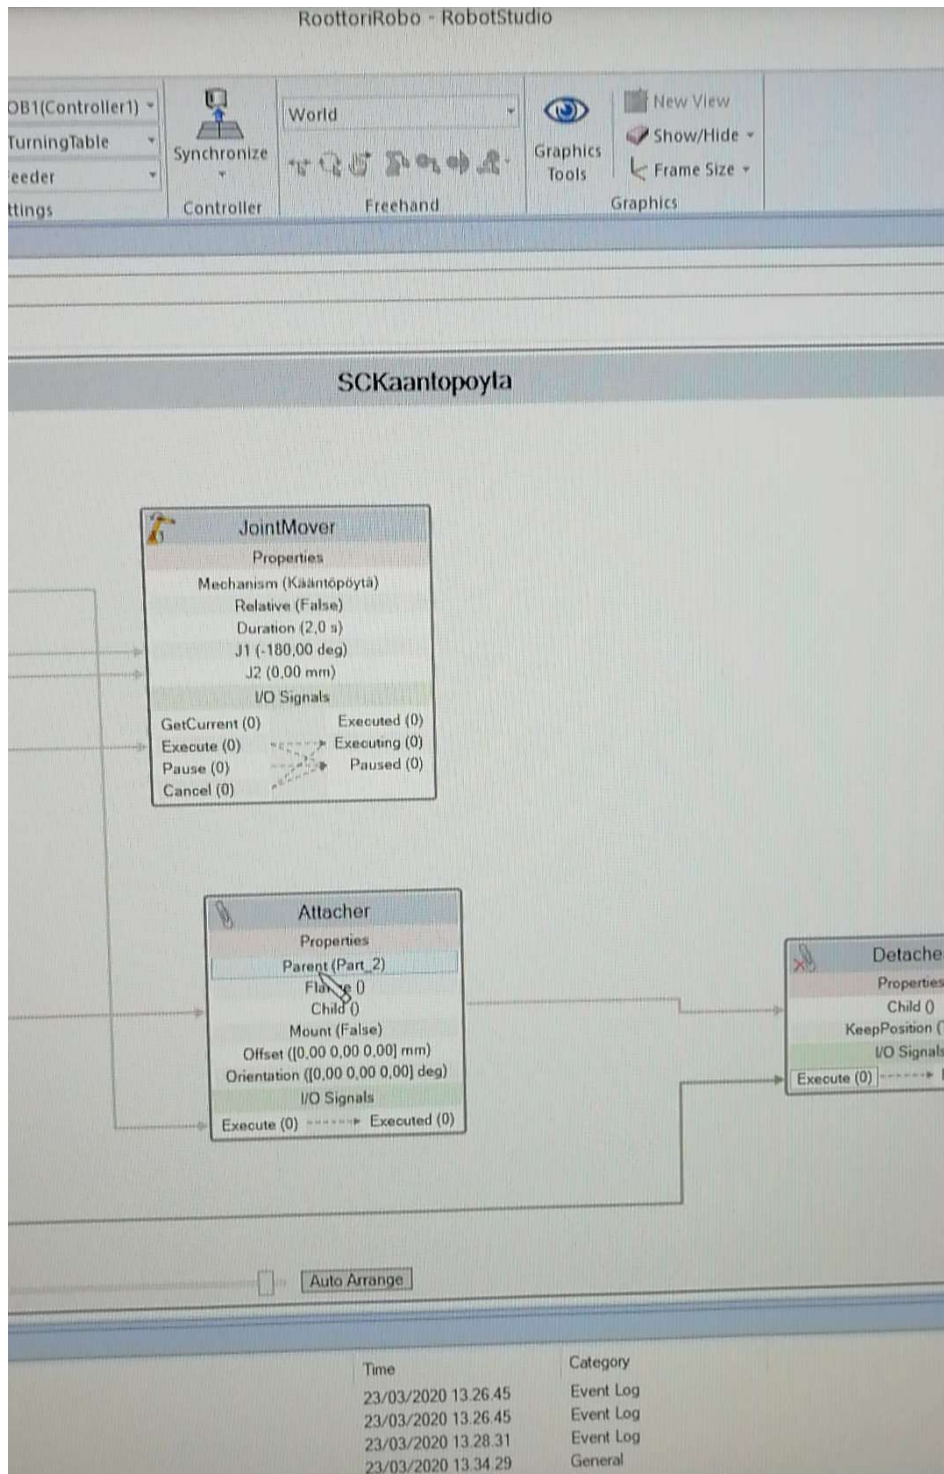 RoottoriRobo - RobotStudio
OB1(Controller1)
TurningTable
eeder
ttings
Synchronize
Controller
World
Freehand
Graphics
Tools
New View
Show/Hide
Frame Size
Graphics
SCKaantopoyta
JointMover
Properties
Mechanism (Kääntöpöytä)
Relative (False)
Duration (2,0 s)
J1 (-180,00 deg)
J2 (0,00 mm)
I/O Signals
GetCurrent (0) Executed (0)
Execute (0) Executing (0)
Pause (0) Paused (0)
Cancel (0)
Attacher
Properties
Parent (Part_2)
Child ()
Mount (False)
Offset ([0,00 0,00 0,00] mm)
Orientation ([0,00 0,00 0,00] deg)
I/O Signals
Execute (0) Executed (0)
Detache
Properties
Child ()
KeepPosition (
I/O Signals
Execute (0)
Auto Arrange
Time Category
23/03/2020 13.26.45 Event Log
23/03/2020 13.26.45 Event Log
23/03/2020 13.28.31 Event Log
23/03/2020 13.34.29 General